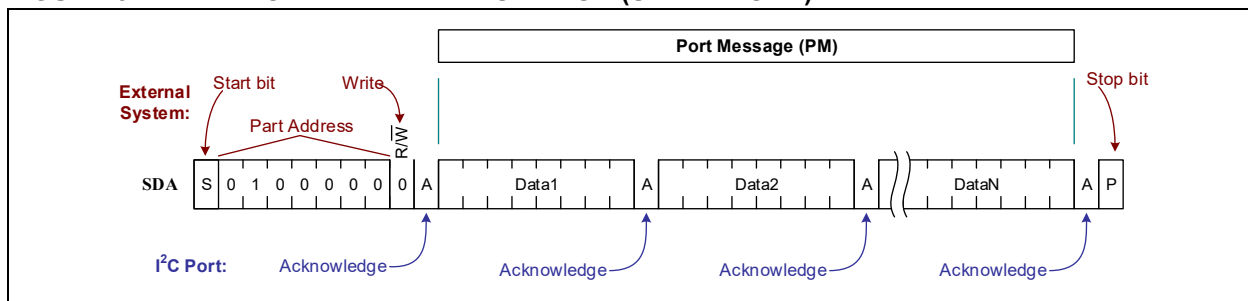 Port Message (PM)
External System:
Start bit
Write
Stop bit
Part Address
R/W
SDA S 0 1 0 0 0 0 0 0 A Data1 A Data2 A DataN A P
I2C Port: Acknowledge Acknowledge Acknowledge Acknowledge